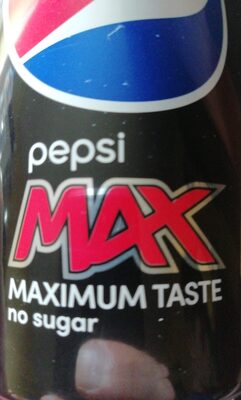 pepsi
MAX
MAXIMUM TASTE
no sugar